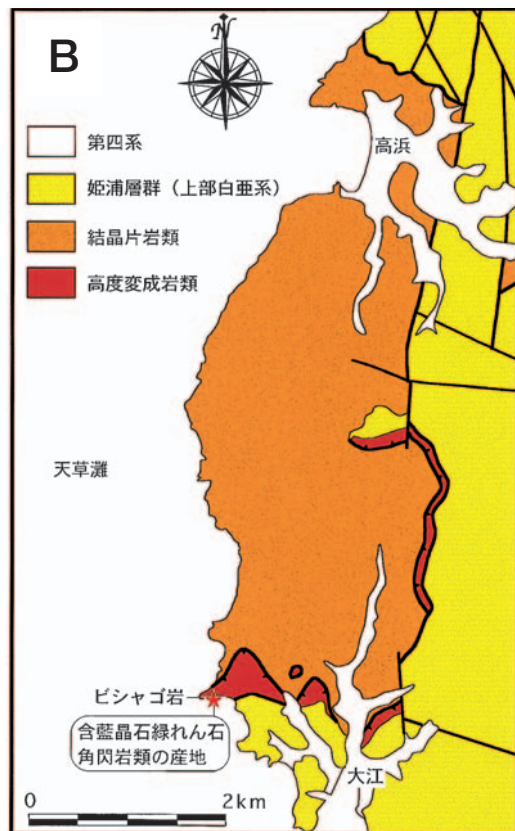 B
N
第四系
姫浦層群（上部白亜系）
結晶片岩類
高度変成岩類
高浜
天草灘
ビシャゴ岩
含藍晶石緑れん石
角閃岩類の産地
大江
0 2km